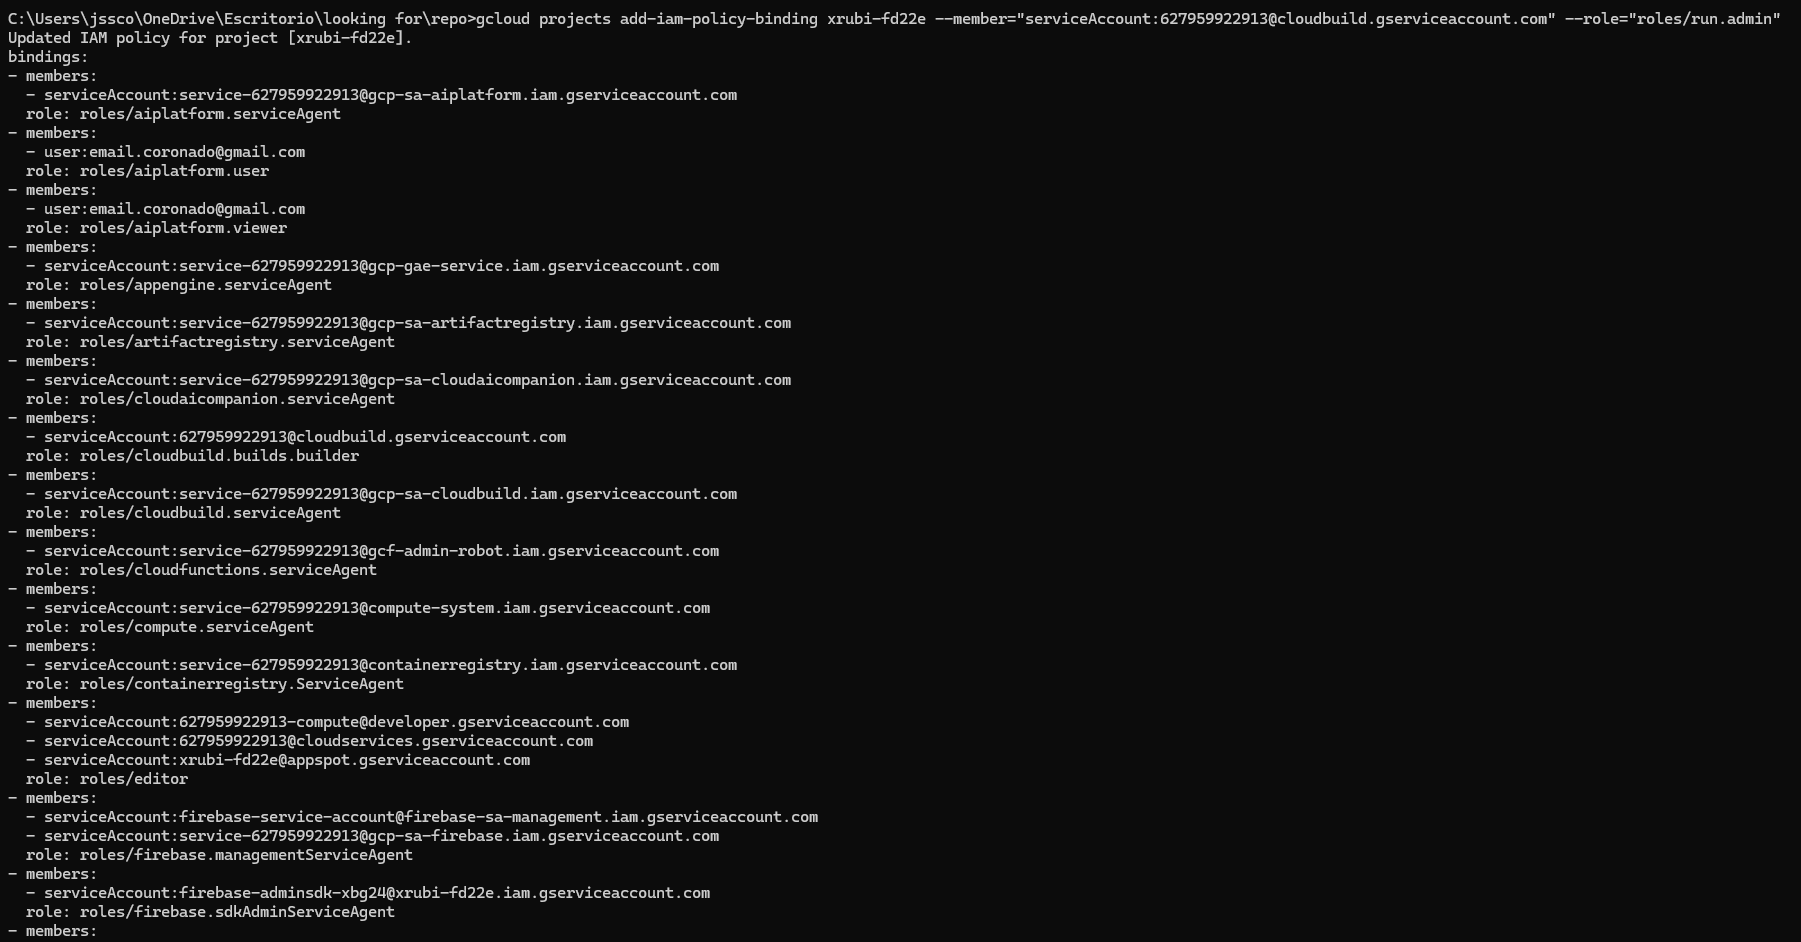 C:\Users\jssco\OneDrive\Escritorio\looking for\repo>gcloud projects add-iam-policy-binding xrubi-fd22e --member="serviceAccount:627959922913@cloudbuild.gserviceaccount.com" --role="roles/run.admin"
Updated IAM policy for project [xrubi-fd22e].
bindings:
- members:
  - serviceAccount:service-627959922913@gcp-sa-aiplatform.iam.gserviceaccount.com
  role: roles/aiplatform.serviceAgent
- members:
  - user:email.coronado@gmail.com
  role: roles/aiplatform.user
- members:
  - user:email.coronado@gmail.com
  role: roles/aiplatform.viewer
- members:
  - serviceAccount:service-627959922913@gcp-gae-service.iam.gserviceaccount.com
  role: roles/appengine.serviceAgent
- members:
  - serviceAccount:service-627959922913@gcp-sa-artifactregistry.iam.gserviceaccount.com
  role: roles/artifactregistry.serviceAgent
- members:
  - serviceAccount:service-627959922913@gcp-sa-cloudaicompanion.iam.gserviceaccount.com
  role: roles/cloudaicompanion.serviceAgent
- members:
  - serviceAccount:627959922913@cloudbuild.gserviceaccount.com
  role: roles/cloudbuild.builds.builder
- members:
  - serviceAccount:service-627959922913@gcp-sa-cloudbuild.iam.gserviceaccount.com
  role: roles/cloudbuild.serviceAgent
- members:
  - serviceAccount:service-627959922913@gcf-admin-robot.iam.gserviceaccount.com
  role: roles/cloudfunctions.serviceAgent
- members:
  - serviceAccount:service-627959922913@compute-system.iam.gserviceaccount.com
  role: roles/compute.serviceAgent
- members:
  - serviceAccount:service-627959922913@containerregistry.iam.gserviceaccount.com
  role: roles/containerregistry.ServiceAgent
- members:
  - serviceAccount:627959922913-compute@developer.gserviceaccount.com
  - serviceAccount:627959922913@cloudservices.gserviceaccount.com
  - serviceAccount:xrubi-fd22e@appspot.gserviceaccount.com
  role: roles/editor
- members:
  - serviceAccount:firebase-service-account@firebase-sa-management.iam.gserviceaccount.com
  - serviceAccount:service-627959922913@gcp-sa-firebase.iam.gserviceaccount.com
  role: roles/firebase.managementServiceAgent
- members:
  - serviceAccount:firebase-adminsdk-xbg24@xrubi-fd22e.iam.gserviceaccount.com
  role: roles/firebase.sdkAdminServiceAgent
- members: